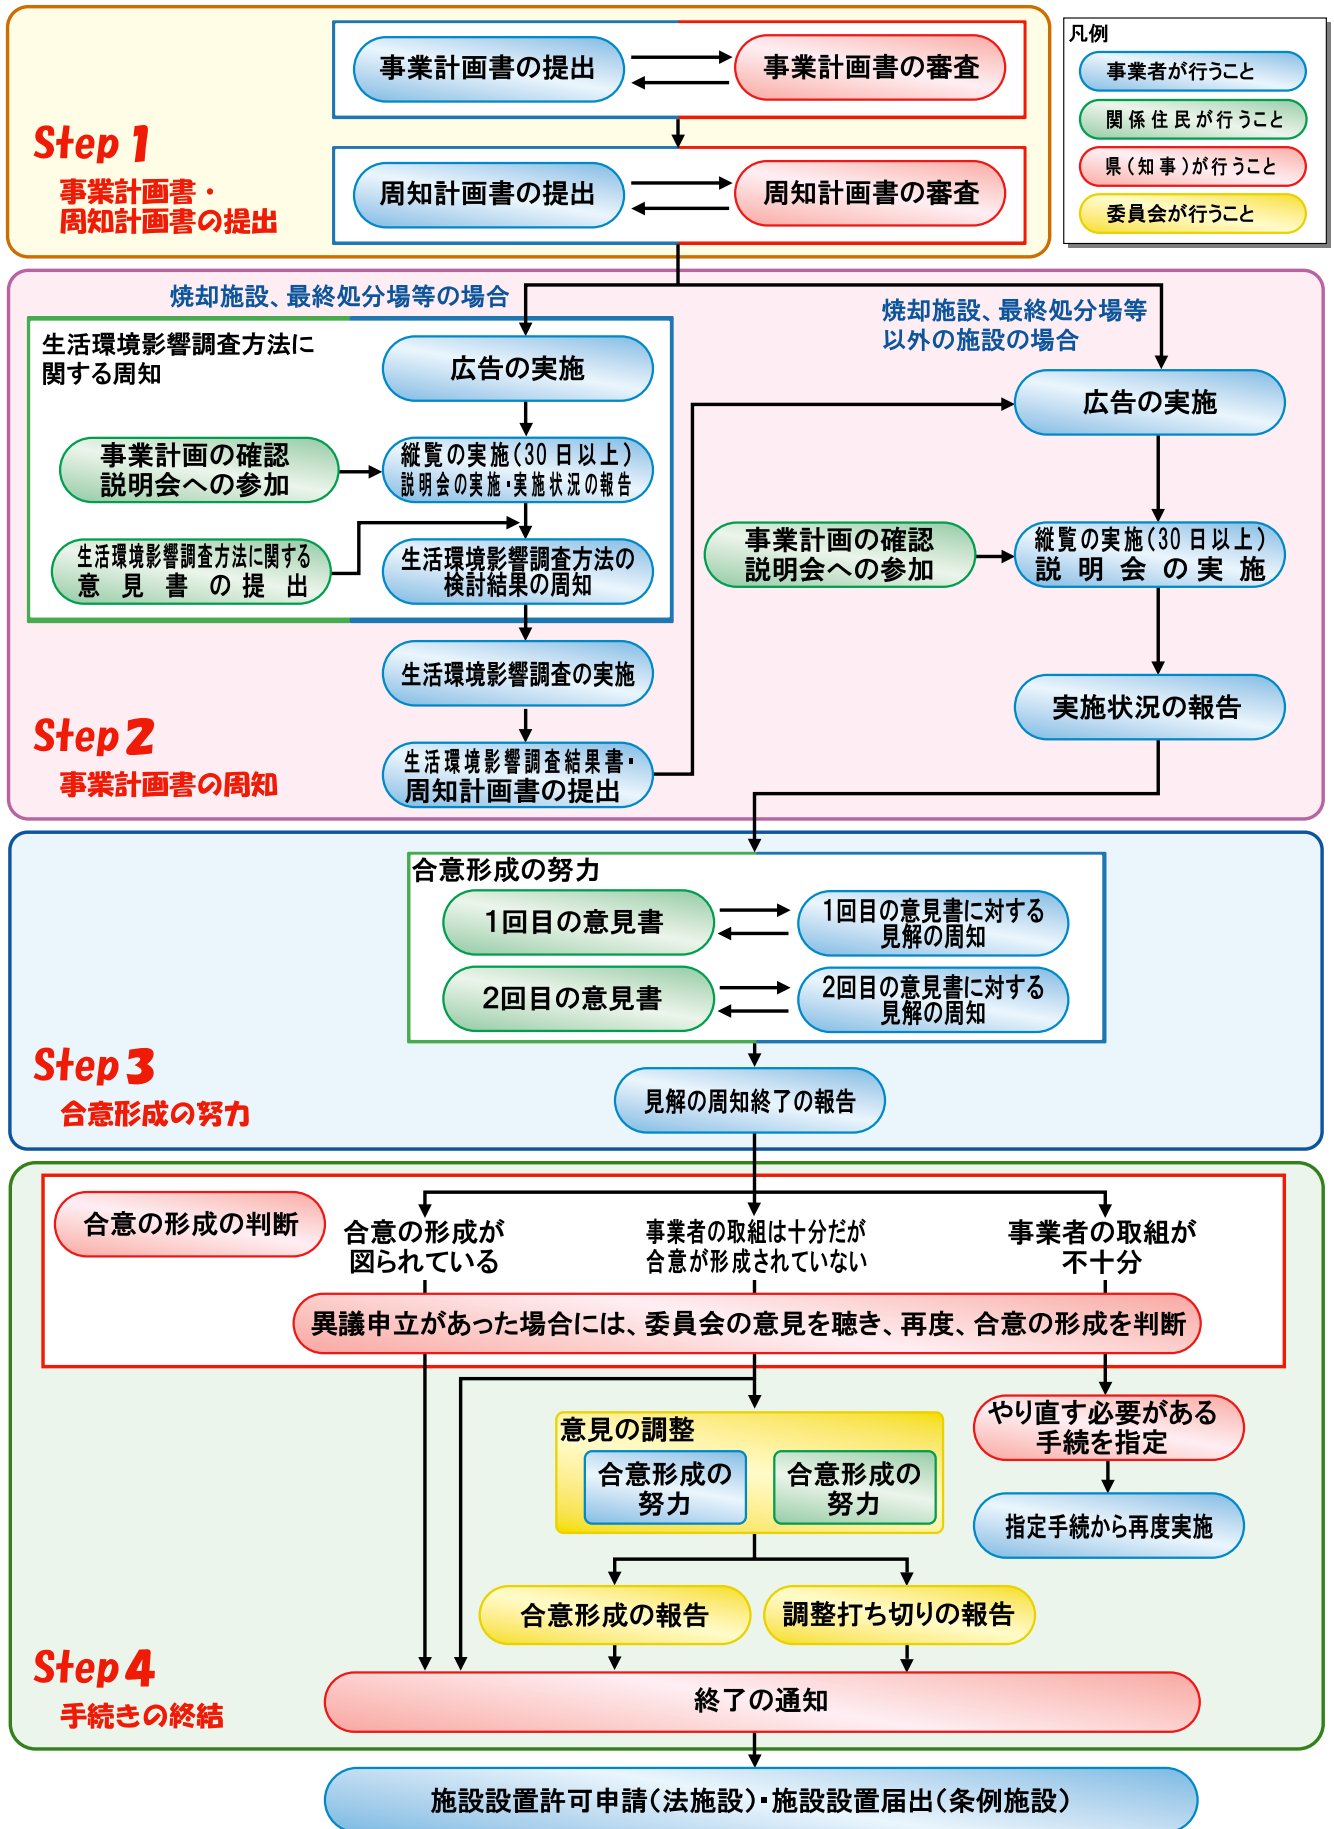 凡例
事業者が行うこと
関係住民が行うこと
県(知事)が行うこと
委員会が行うこと
Step 1
事業計画書・
周知計画書の提出
事業計画書の提出
事業計画書の審査
周知計画書の提出
周知計画書の審査
焼却施設、最終処分場等の場合
焼却施設、最終処分場等
以外の施設の場合
生活環境影響調査方法に
関する周知
広告の実施
広告の実施
事業計画の確認
説明会への参加
縦覧の実施(30日以上)
説明会の実施・実施状況の報告
生活環境影響調査方法に関する
意見書の提出
生活環境影響調査方法の
検討結果の周知
事業計画の確認
説明会への参加
縦覧の実施(30日以上)
説明会の実施
生活環境影響調査の実施
実施状況の報告
Step 2
事業計画書の周知
生活環境影響調査結果書・
周知計画書の提出
合意形成の努力
1回目の意見書
1回目の意見書に対する
見解の周知
2回目の意見書
2回目の意見書に対する
見解の周知
Step 3
合意形成の努力
見解の周知終了の報告
合意の形成の判断
合意の形成が
図られている
事業者の取組は十分だが
合意が形成されていない
事業者の取組が
不十分
異議申立があった場合には、委員会の意見を聴き、再度、合意の形成を判断
意見の調整
合意形成の
努力
合意形成の
努力
やり直す必要がある
手続を指定
指定手続から再度実施
合意形成の報告
調整打ち切りの報告
Step 4
手続きの終結
終了の通知
施設設置許可申請(法施設)・施設設置届出(条例施設)